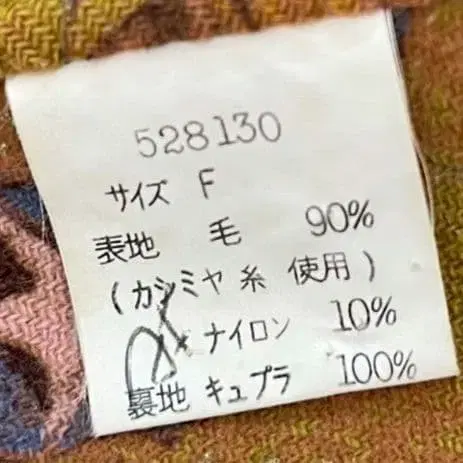 528130
サイズ F
表地 毛 90%
(カシミヤ糸 使用)
ナイロン 10%
裏地 キュプラ 100%